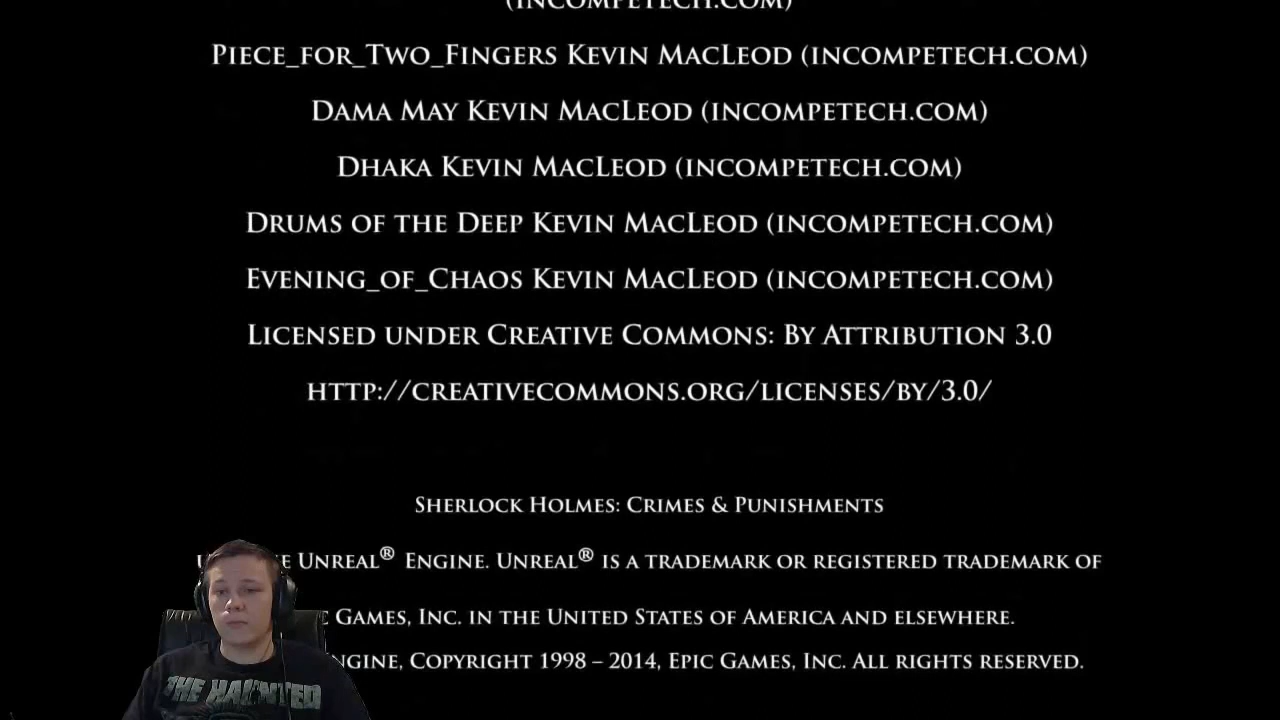 (incompetech.com)
Piece_for_Two_Fingers Kevin MacLeod (incompetech.com)
Dama May Kevin MacLeod (incompetech.com)
Dhaka Kevin MacLeod (incompetech.com)
Drums of the Deep Kevin MacLeod (incompetech.com)
Evening_of_Chaos Kevin MacLeod (incompetech.com)
Licensed under Creative Commons: By Attribution 3.0
http://creativecommons.org/licenses/by/3.0/
Sherlock Holmes: Crimes & Punishments
Unreal® Engine. Unreal® is a trademark or registered trademark of
Games, Inc. in the United States of America and elsewhere.
Engine, Copyright 1998 – 2014, Epic Games, Inc. All rights reserved.
THE HAUNTED